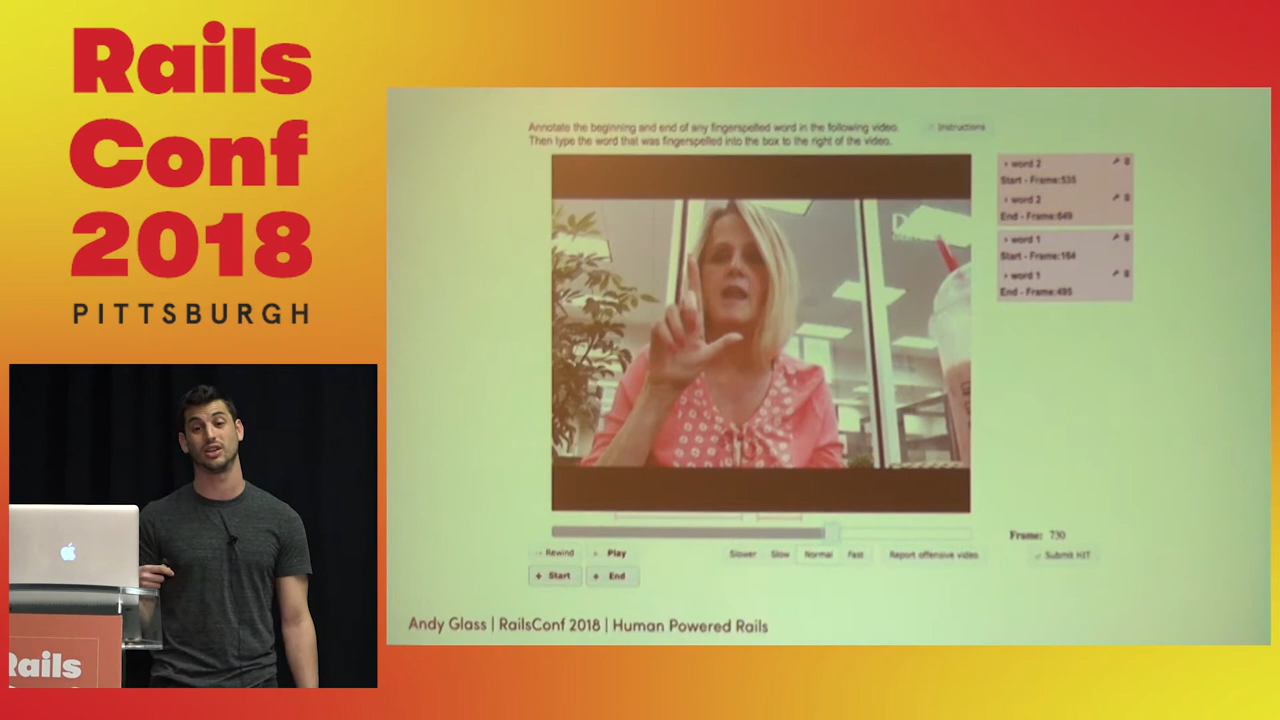 Rails
Conf
2018
PITTSBURGH
Annotate the beginning and end of any fingerspelled word in the following video.
Then type the word that was fingerspelled into the box to the right of the video.
Instructions
word 2
Start - Frame:535
word 2
End - Frame:649
word 1
Start - Frame:164
word 1
End - Frame:495
Frame: 730
Rewind
Play
Slower
Slow
Normal
Fast
Report offensive video
Submit HIT
Start
End
Andy Glass | RailsConf 2018 | Human Powered Rails
Rails